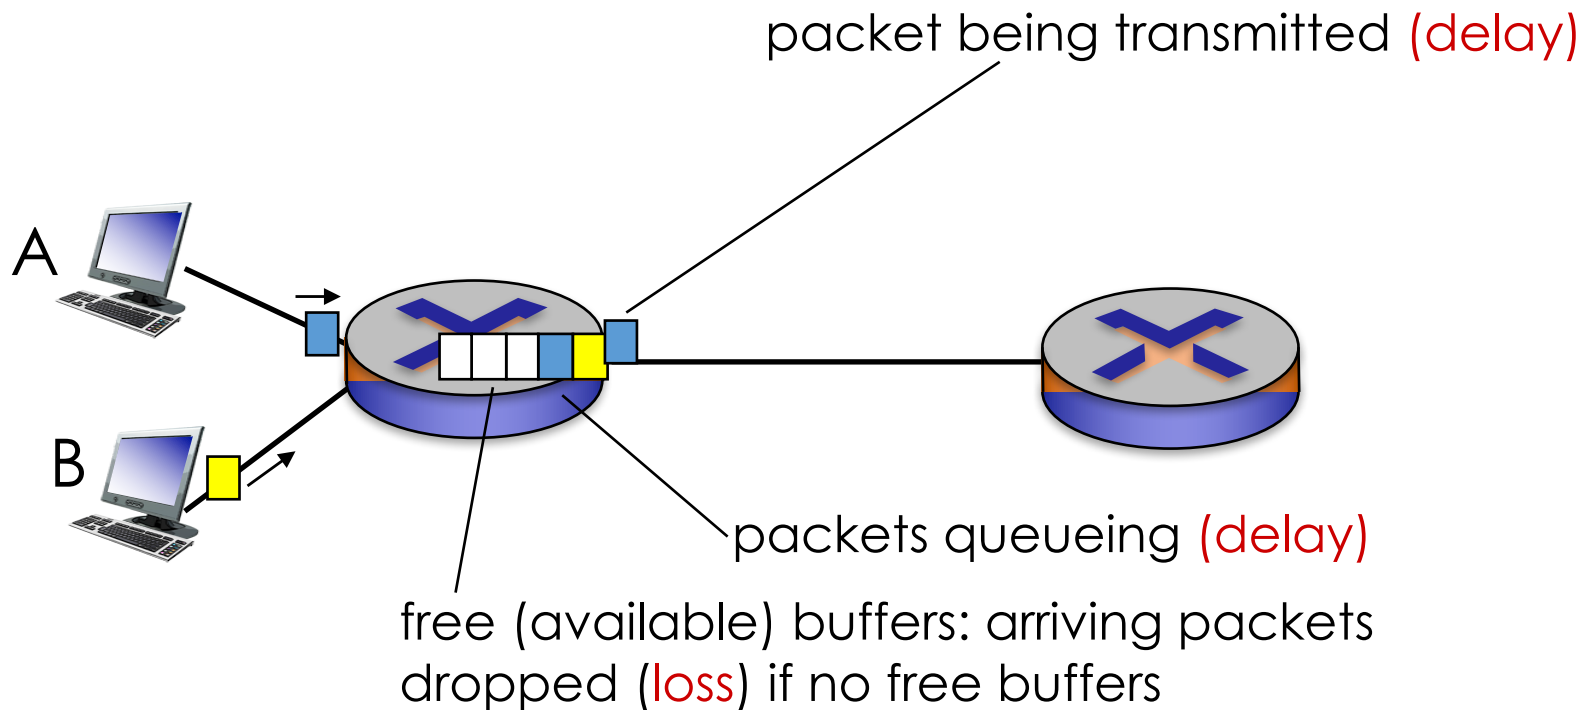 packet being transmitted (delay)
A
B
packets queueing (delay)
free (available) buffers: arriving packets
dropped (loss) if no free buffers